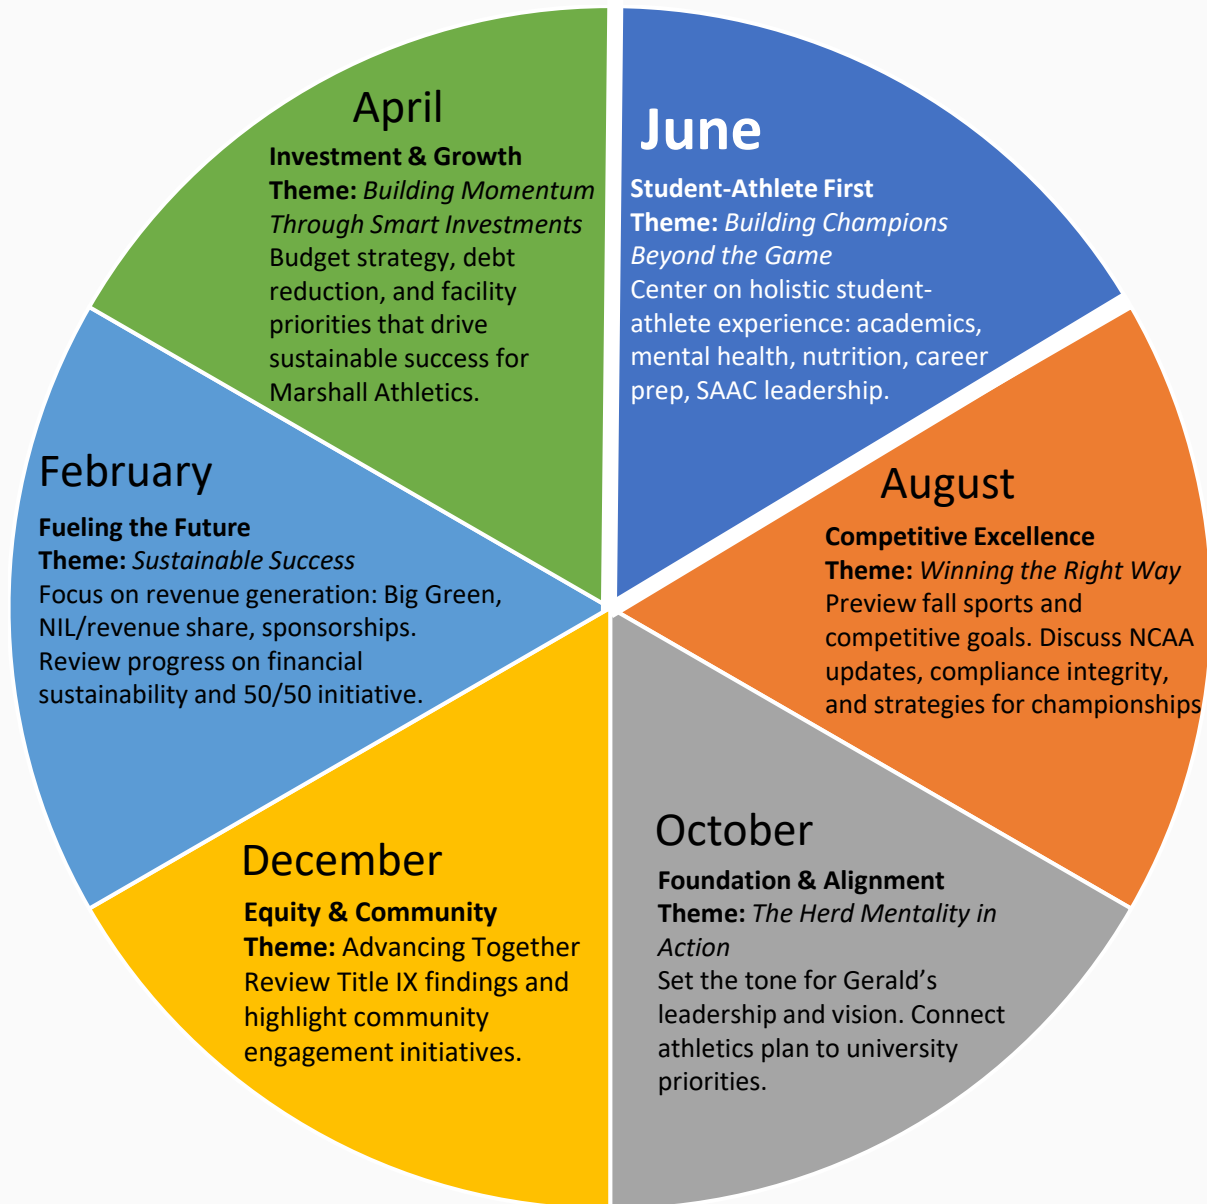 April
Investment & Growth
Theme: Building Momentum
Through Smart Investments
Budget strategy, debt
reduction, and facility
priorities that drive
sustainable success for
Marshall Athletics.
June
Student-Athlete First
Theme: Building Champions
Beyond the Game
Center on holistic student-
athlete experience: academics,
mental health, nutrition, career
prep, SAAC leadership.
February
Fueling the Future
Theme: Sustainable Success
Focus on revenue generation: Big Green,
NIL/revenue share, sponsorships.
Review progress on financial
sustainability and 50/50 initiative.
August
Competitive Excellence
Theme: Winning the Right Way
Preview fall sports and
competitive goals. Discuss NCAA
updates, compliance integrity,
and strategies for championships
December
Equity & Community
Theme: Advancing Together
Review Title IX findings and
highlight community
engagement initiatives.
October
Foundation & Alignment
Theme: The Herd Mentality in
Action
Set the tone for Gerald’s
leadership and vision. Connect
athletics plan to university
priorities.